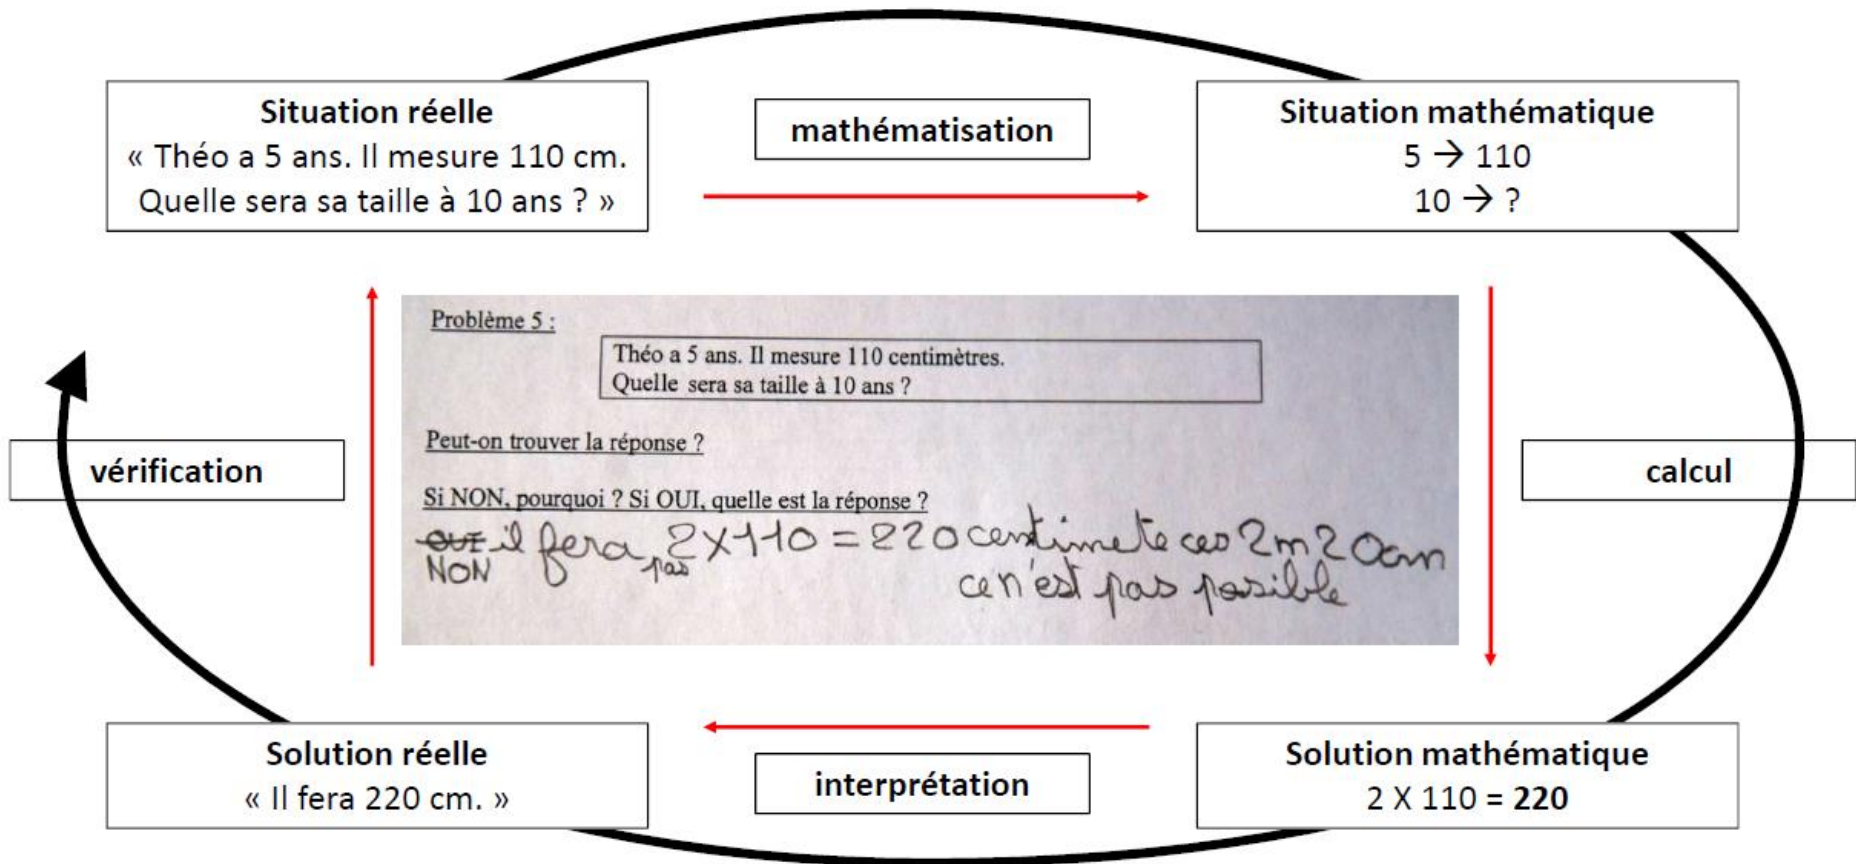 Situation réelle
« Théo a 5 ans. Il mesure 110 cm.
Quelle sera sa taille à 10 ans ? »
mathématisation
Situation mathématique
5 → 110
10 → ?
Problème 5 :
Théo a 5 ans. Il mesure 110 centimètres.
Quelle sera sa taille à 10 ans ?
Peut-on trouver la réponse ?
Si NON, pourquoi ? Si OUI, quelle est la réponse ?
OUI il fera pas 2X110 = 220 centimete ces 2m20cm
NON
ce n'est pas posible
vérification
calcul
Solution réelle
« Il fera 220 cm. »
interprétation
Solution mathématique
2 X 110 = 220